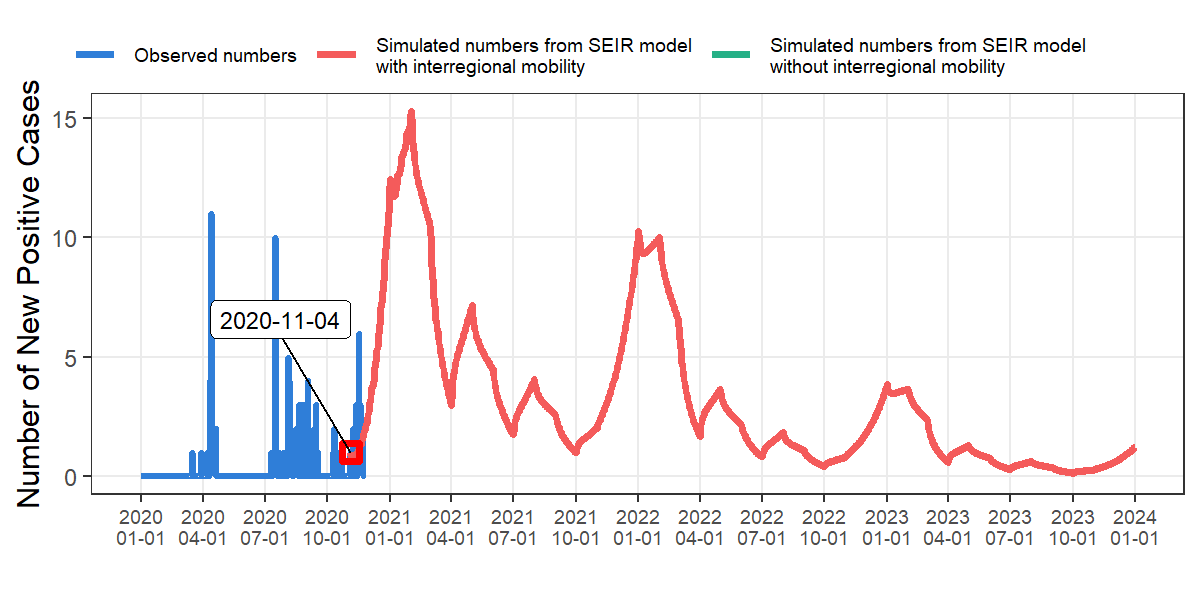 Observed numbers
Simulated numbers from SEIR model
with interregional mobility
Simulated numbers from SEIR model
without interregional mobility
Number of New Positive Cases
15
10
5
0
2020-11-04
2020 2020 2020 2020 2021 2021 2021 2021 2022 2022 2022 2022 2023 2023 2023 2023 2024
01-01 04-01 07-01 10-01 01-01 04-01 07-01 10-01 01-01 04-01 07-01 10-01 01-01 04-01 07-01 10-01 01-01